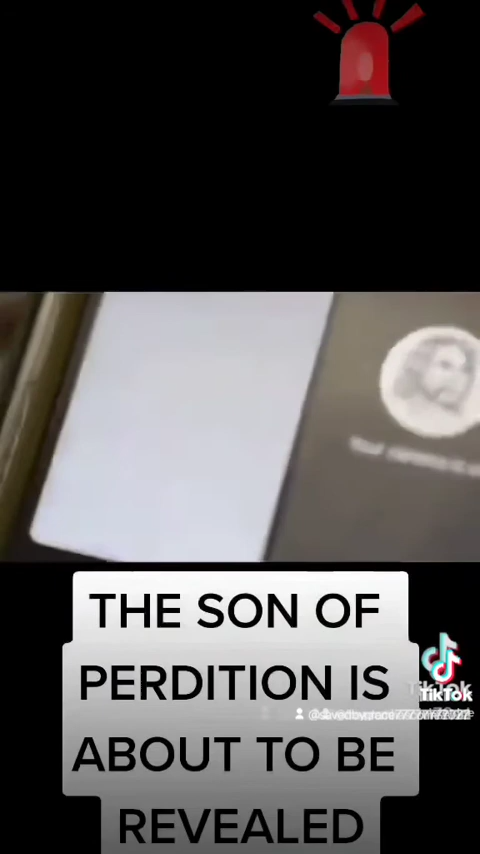 THE SON OF
PERDITION IS
ABOUT TO BE
REVEALED
TikTok